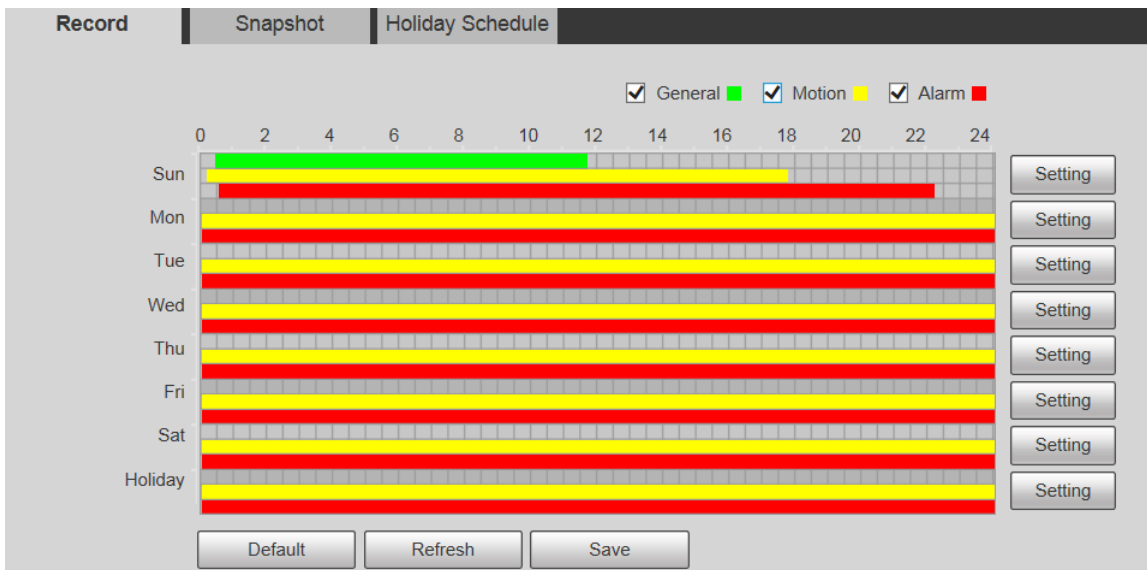 Record Snapshot Holiday Schedule
General Motion Alarm
0 2 4 6 8 10 12 14 16 18 20 22 24
Sun Setting
Mon Setting
Tue Setting
Wed Setting
Thu Setting
Fri Setting
Sat Setting
Holiday Setting
Default Refresh Save